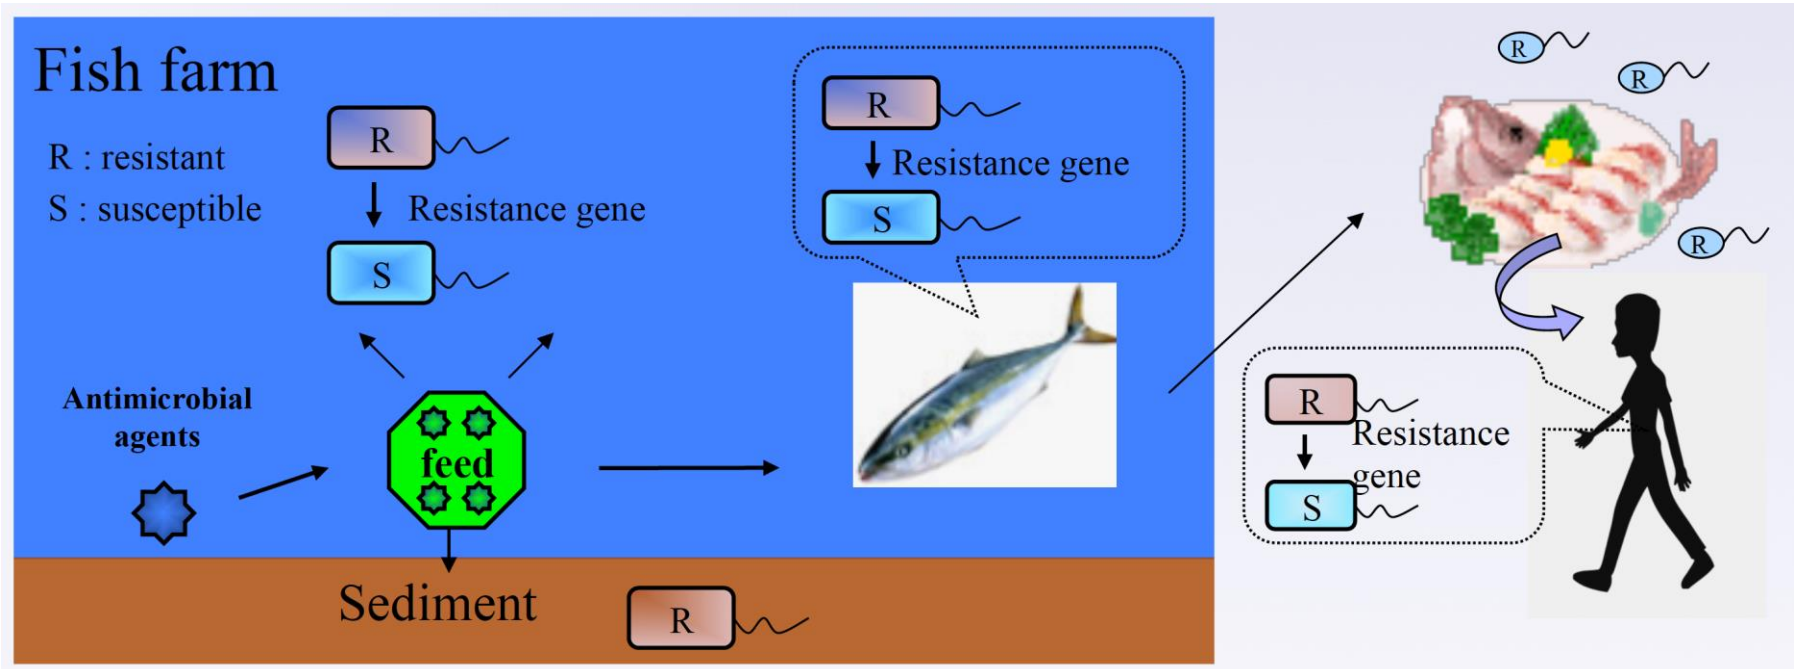 Fish farm
R : resistant
S : susceptible
R
Resistance gene
S
Antimicrobial
agents
feed
Sediment
R
R
Resistance gene
S
R
R
R
R
Resistance
gene
S